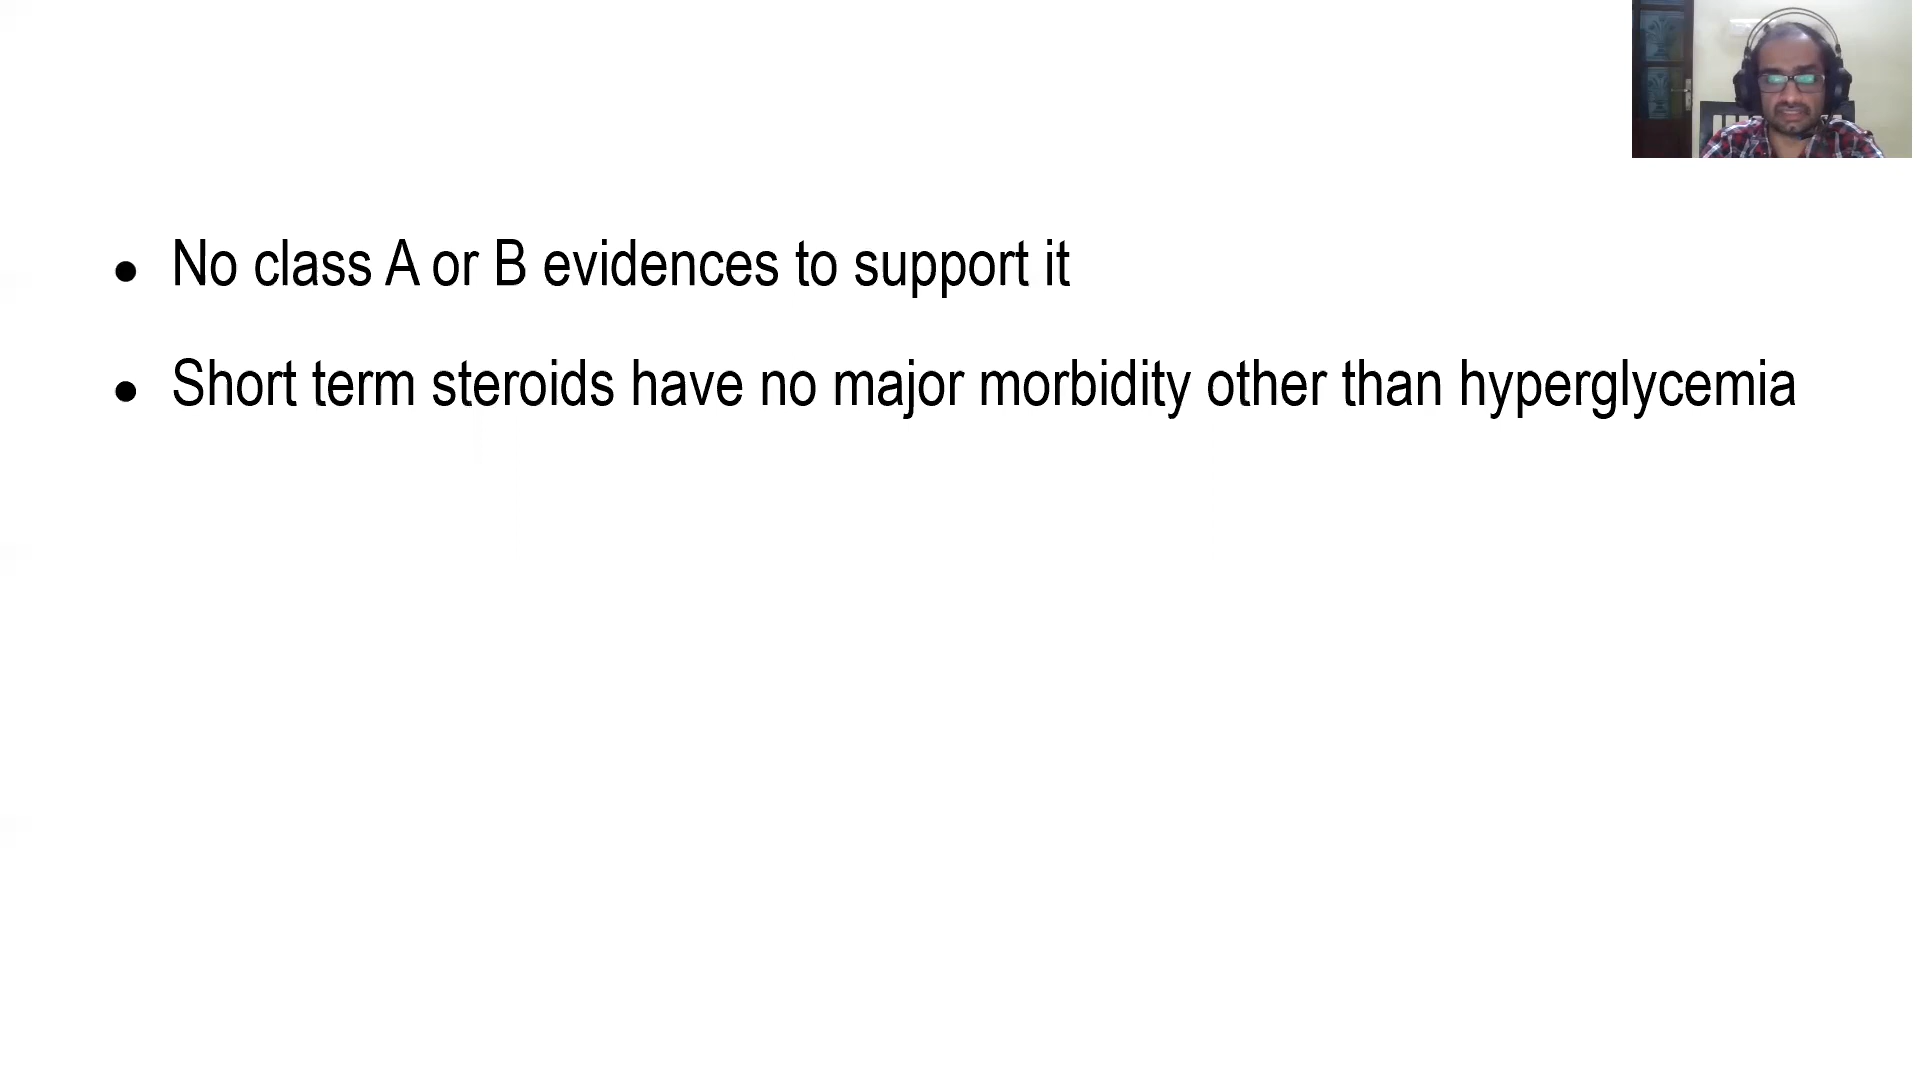 No class A or B evidences to support it
Short term steroids have no major morbidity other than hyperglycemia